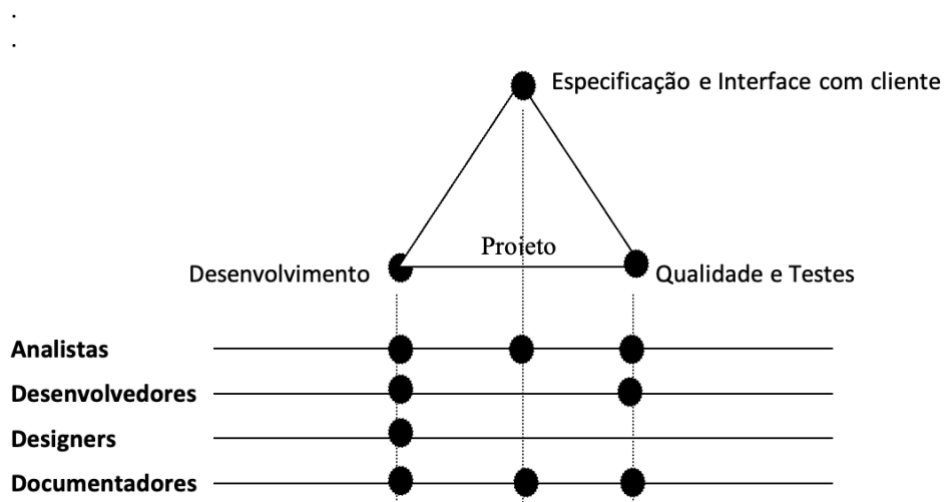 .
.
Especificação e Interface com cliente
Projeto
Desenvolvimento
Qualidade e Testes
Analistas
Desenvolvedores
Designers
Documentadores